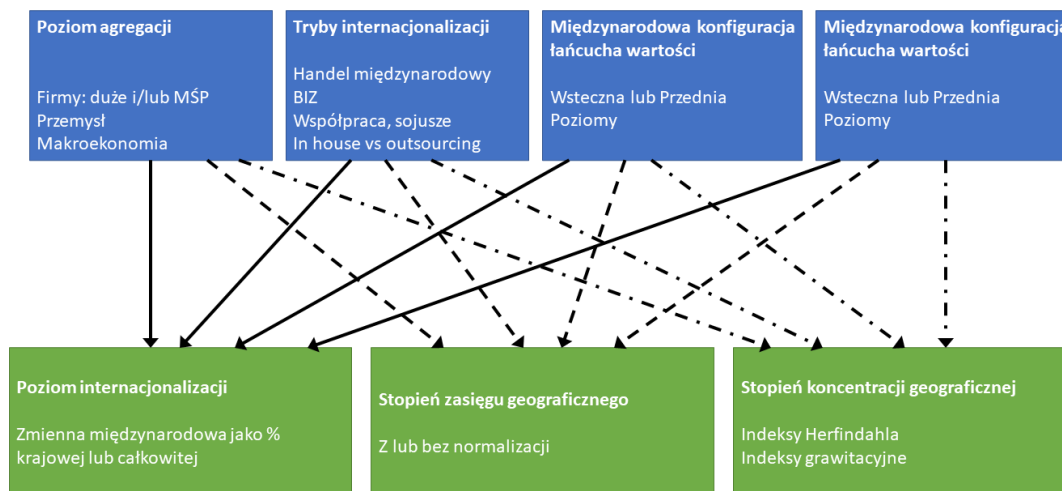 Poziom agregacji
Firmy: duże i/lub MŚP
Przemysł
Makroekonomia
Tryby internacjonalizacji
Handel międzynarodowy
BIZ
Współpraca, sojusze
In house vs outsourcing
Międzynarodowa konfiguracja
łańcucha wartości
Wsteczna lub Przednia
Poziomy
Międzynarodowa konfiguracja
łańcucha wartości
Wsteczna lub Przednia
Poziomy
Poziom internacjonalizacji
Zmienna międzynarodowa jako %
krajowej lub całkowitej
Stopień zasięgu geograficznego
Z lub bez normalizacji
Stopień koncentracji geograficznej
Indeksy Herfindahla
Indeksy grawitacyjne